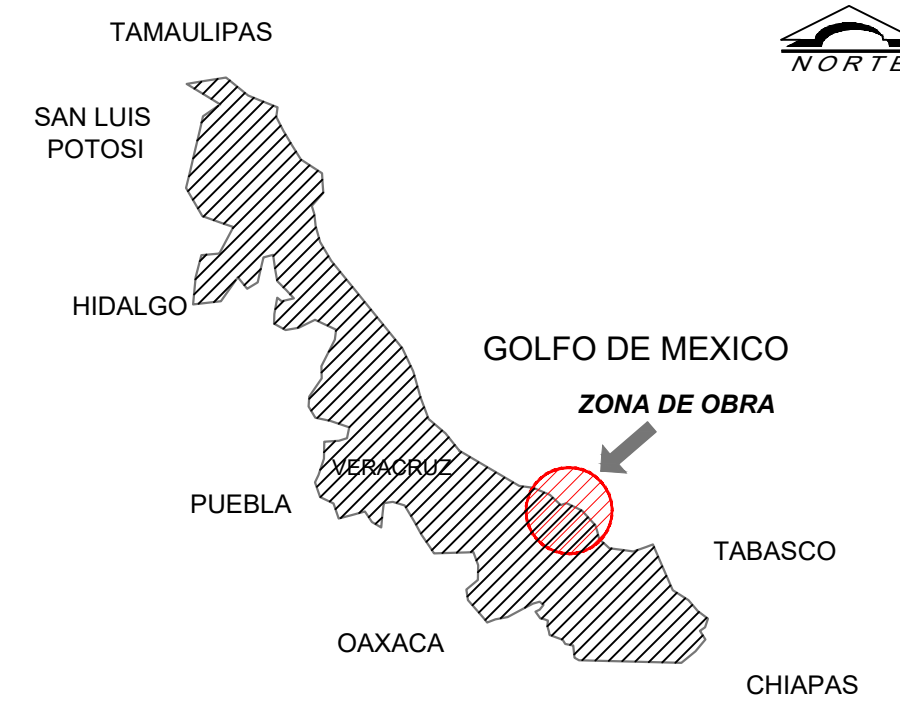 TAMAULIPAS
NORTE
SAN LUIS
POTOSI
HIDALGO
GOLFO DE MEXICO
ZONA DE OBRA
VERACRUZ
PUEBLA
TABASCO
OAXACA
CHIAPAS